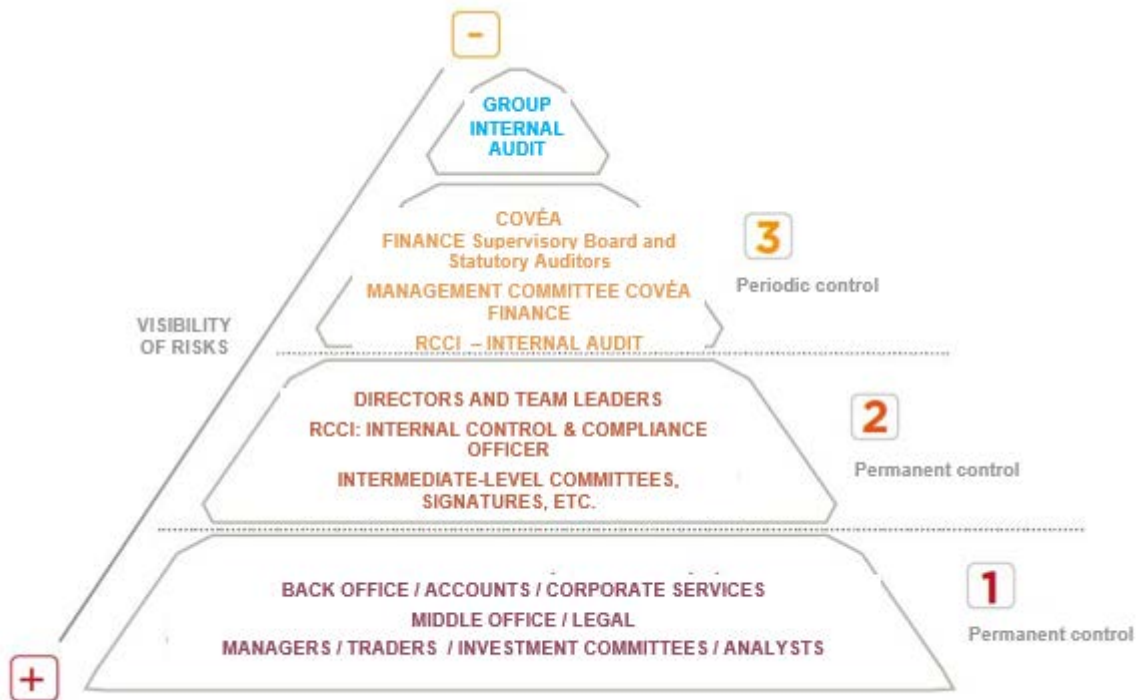 -
GROUP
INTERNAL
AUDIT
COVÉA
FINANCE Supervisory Board and
Statutory Auditors
MANAGEMENT COMMITTEE COVÉA
FINANCE
RCCI – INTERNAL AUDIT
3
Periodic control
VISIBILITY
OF RISKS
DIRECTORS AND TEAM LEADERS
RCCI: INTERNAL CONTROL & COMPLIANCE
OFFICER
INTERMEDIATE-LEVEL COMMITTEES,
SIGNATURES, ETC.
2
Permanent control
BACK OFFICE / ACCOUNTS / CORPORATE SERVICES
MIDDLE OFFICE / LEGAL
MANAGERS / TRADERS / INVESTMENT COMMITTEES / ANALYSTS
1
Permanent control
+